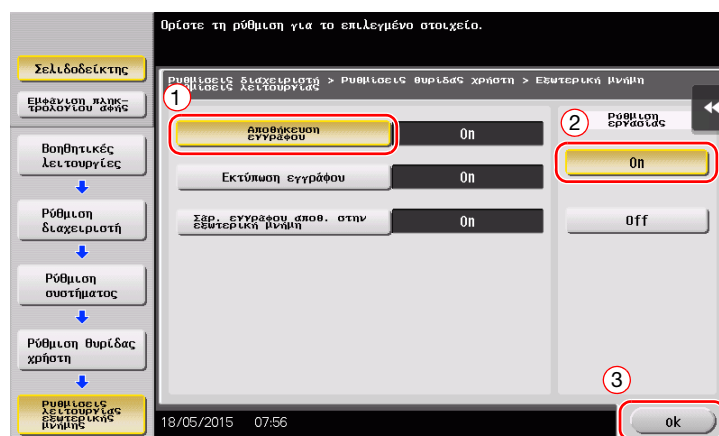 Ορίστε τη ρύθμιση για το επιλεγμένο στοιχείο.
Σελιδοδείκτης
Εμφάνιση πληκ-
τρολογίου αφής
Βοηθητικές
λειτουργίες
Ρύθμιση
διαχειριστή
Ρύθμιση
συστήματος
Ρύθμιση θυρίδας
χρήστη
Ρυθμίσεις
λειτουργίας
εξωτερικής
μνήμης
Ρυθμίσεις διαχειριστή > Ρυθμίσεις θυρίδας χρήστη > Εξωτερική μνήμη
Ρυθμίσεις λειτουργίας
1
Αποθήκευση
εγγράφου
On
Εκτύπωση εγγράφου
On
Σάρ. εγγράφου αποθ. στην
εξωτερική μνήμη
On
2
Ρύθμιση
εργασίας
On
Off
3
18/05/2015 07:56
ok